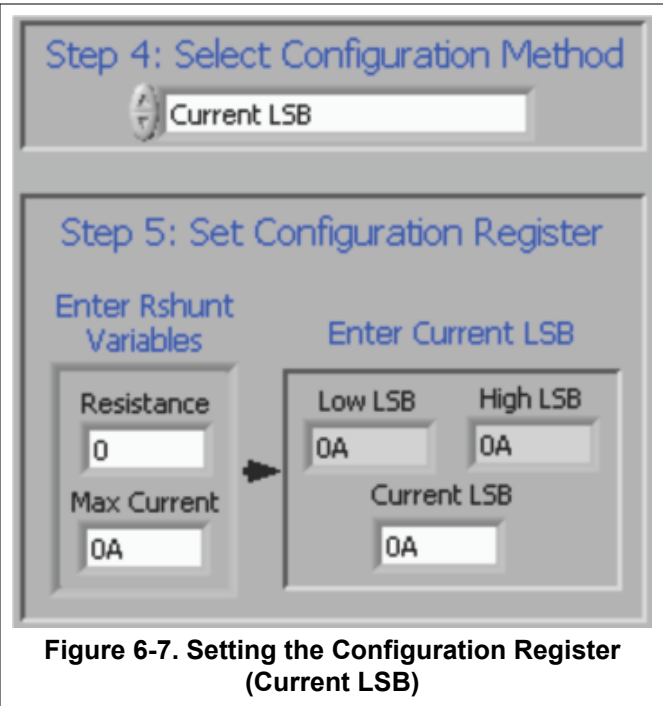 Step 4: Select Configuration Method
Current LSB
Step 5: Set Configuration Register
Enter Rshunt
Variables
Resistance
0
Max Current
0A
Enter Current LSB
Low LSB
0A
High LSB
0A
Current LSB
0A
Figure 6-7. Setting the Configuration Register
(Current LSB)